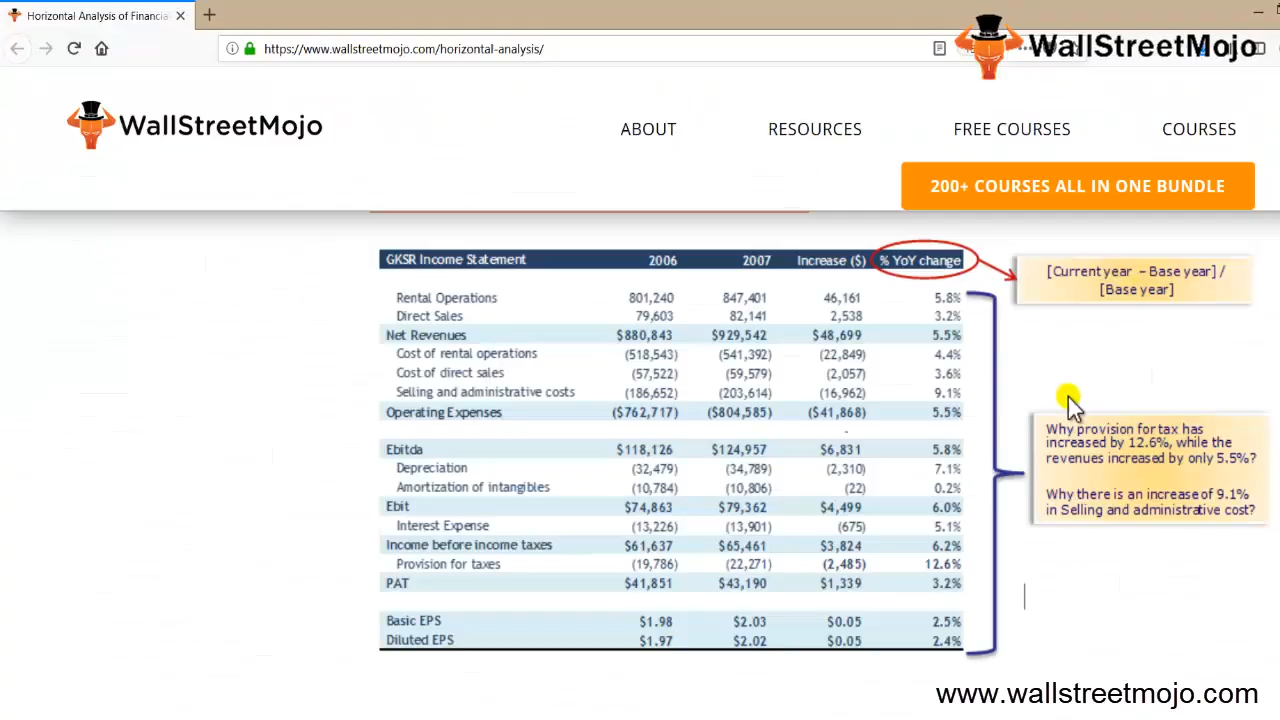 Horizontal Analysis of Financia
https://www.wallstreetmojo.com/horizontal-analysis/
WallStreetMojo
WallStreetMojo
ABOUT RESOURCES FREE COURSES COURSES
200+ COURSES ALL IN ONE BUNDLE
GKSR Income Statement 2006 2007 Increase ($) % YoY change
[Current year - Base year] /
[Base year]
Rental Operations 801,240 847,401 46,161 5.8%
Direct Sales 79,603 82,141 2,538 3.2%
Net Revenues $880,843 $929,542 $48,699 5.5%
Cost of rental operations (518,543) (541,392) (22,849) 4.4%
Cost of direct sales (57,522) (59,579) (2,057) 3.6%
Selling and administrative costs (186,652) (203,614) (16,962) 9.1%
Operating Expenses ($762,717) ($804,585) ($41,868) 5.5%
-
Ebitda $118,126 $124,957 $6,831 5.8%
Depreciation (32,479) (34,789) (2,310) 7.1%
Amortization of intangibles (10,784) (10,806) (22) 0.2%
Ebit $74,863 $79,362 $4,499 6.0%
Interest Expense (13,226) (13,901) (675) 5.1%
Income before income taxes $61,637 $65,461 $3,824 6.2%
Provision for taxes (19,786) (22,271) (2,485) 12.6%
PAT $41,851 $43,190 $1,339 3.2%
Basic EPS $1.98 $2.03 $0.05 2.5%
Diluted EPS $1.97 $2.02 $0.05 2.4%
Why provision for tax has
increased by 12.6%, while the
revenues increased by only 5.5%?
Why there is an increase of 9.1%
in Selling and administrative cost?
www.wallstreetmojo.com